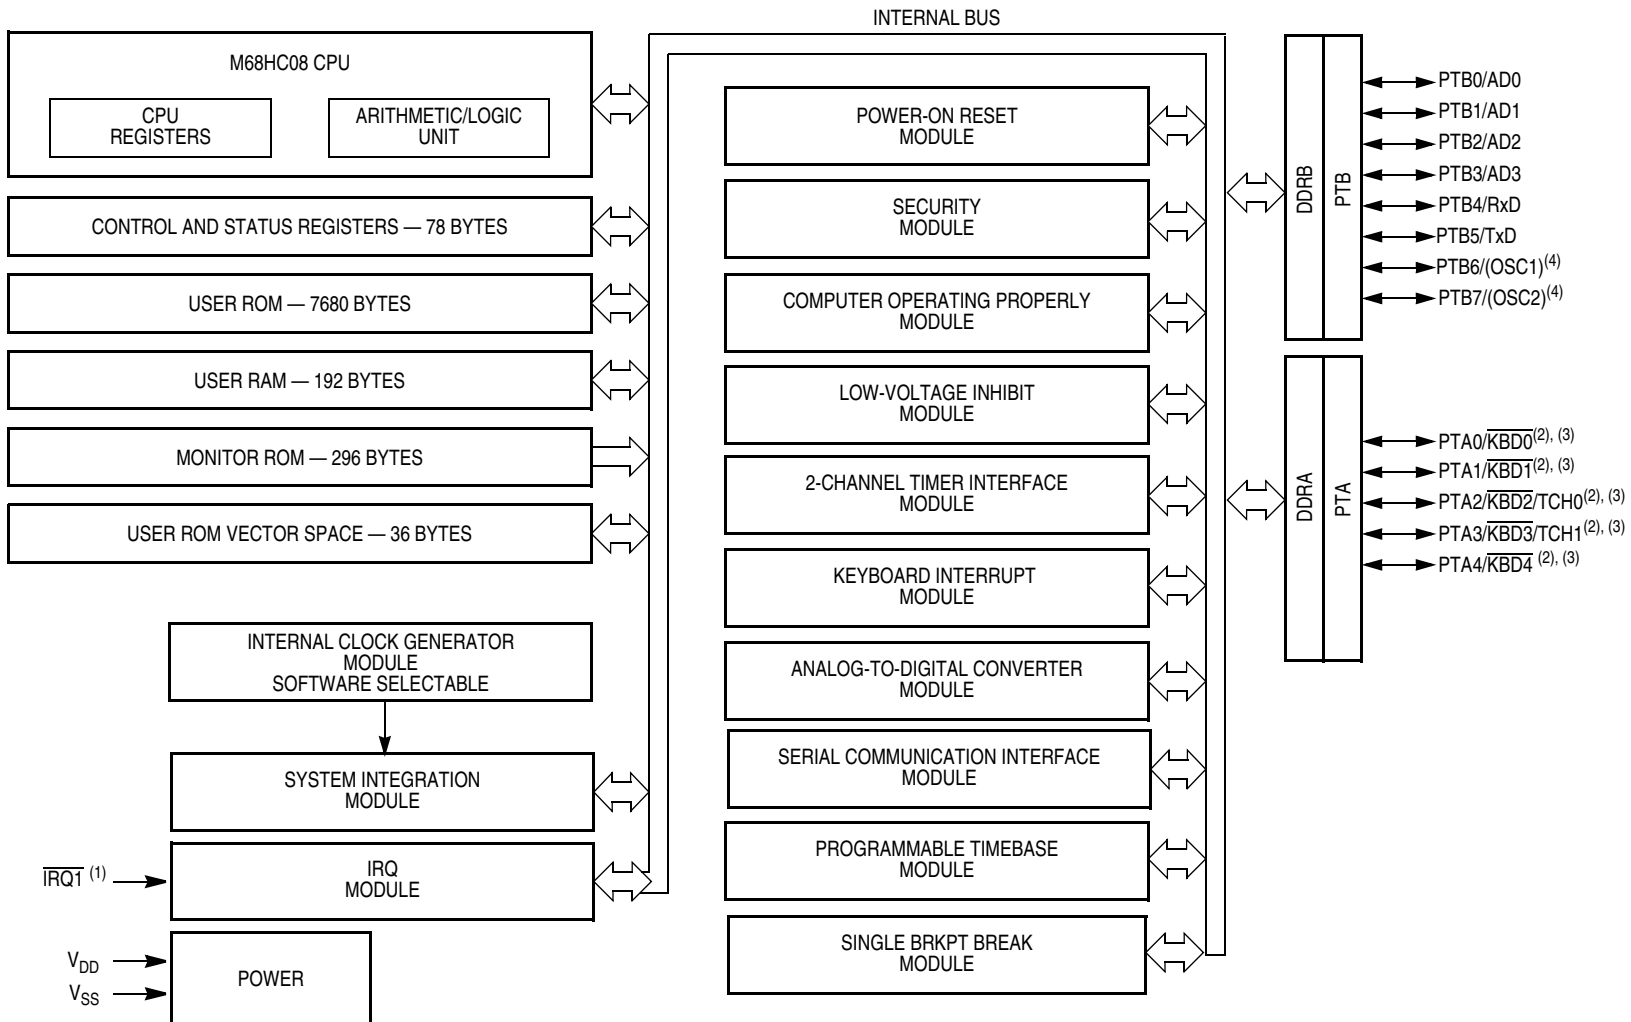 INTERNAL BUS
M68HC08 CPU
CPU
REGISTERS
ARITHMETIC/LOGIC
UNIT
CONTROL AND STATUS REGISTERS — 78 BYTES
USER ROM — 7680 BYTES
USER RAM — 192 BYTES
MONITOR ROM — 296 BYTES
USER ROM VECTOR SPACE — 36 BYTES
INTERNAL CLOCK GENERATOR
MODULE
SOFTWARE SELECTABLE
SYSTEM INTEGRATION
MODULE
IRQ
MODULE
IRQ1 (1)
POWER
VDD
VSS
POWER-ON RESET
MODULE
SECURITY
MODULE
COMPUTER OPERATING PROPERLY
MODULE
LOW-VOLTAGE INHIBIT
MODULE
2-CHANNEL TIMER INTERFACE
MODULE
KEYBOARD INTERRUPT
MODULE
ANALOG-TO-DIGITAL CONVERTER
MODULE
SERIAL COMMUNICATION INTERFACE
MODULE
PROGRAMMABLE TIMEBASE
MODULE
SINGLE BRKPT BREAK
MODULE
DDRB
PTB
PTB0/AD0
PTB1/AD1
PTB2/AD2
PTB3/AD3
PTB4/RxD
PTB5/TxD
PTB6/(OSC1)(4)
PTB7/(OSC2)(4)
DDRA
PTA
PTA0/KBD0(2), (3)
PTA1/KBD1(2), (3)
PTA2/KBD2/TCH0(2), (3)
PTA3/KBD3/TCH1(2), (3)
PTA4/KBD4 (2), (3)